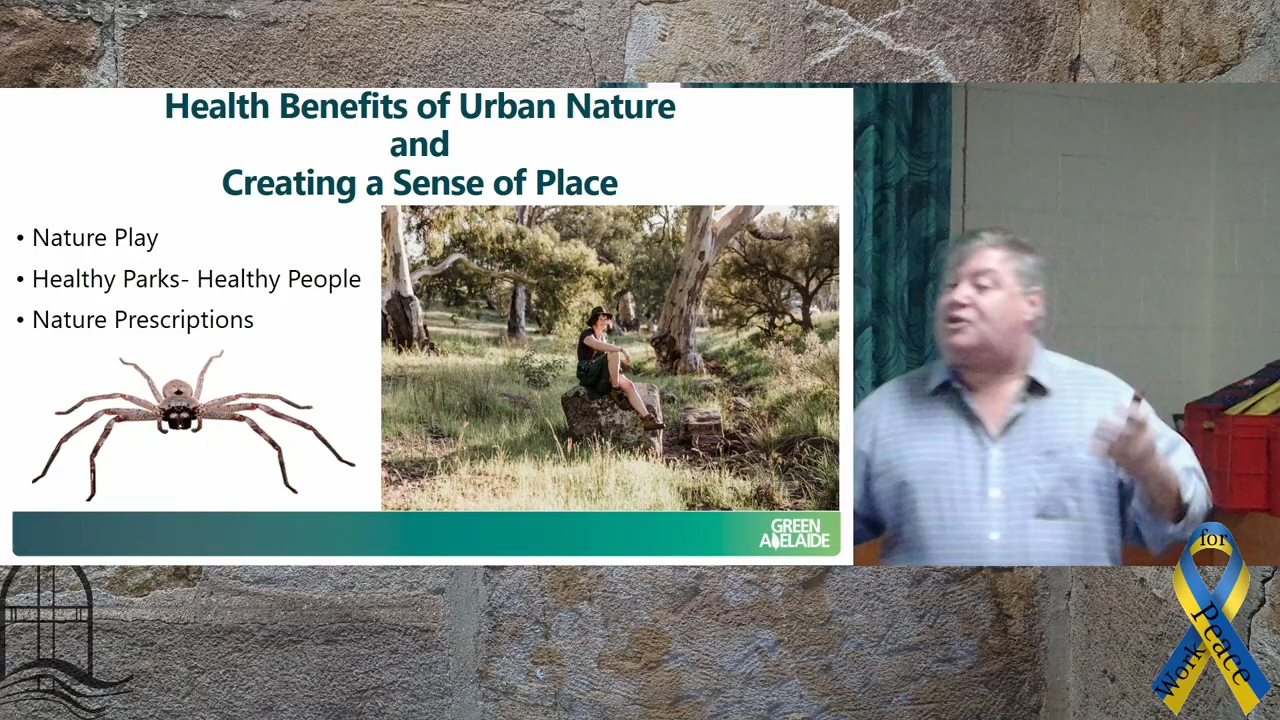 Health Benefits of Urban Nature
and
Creating a Sense of Place
• Nature Play
• Healthy Parks- Healthy People
• Nature Prescriptions
GREEN
ADELAIDE
Work
for
Peace